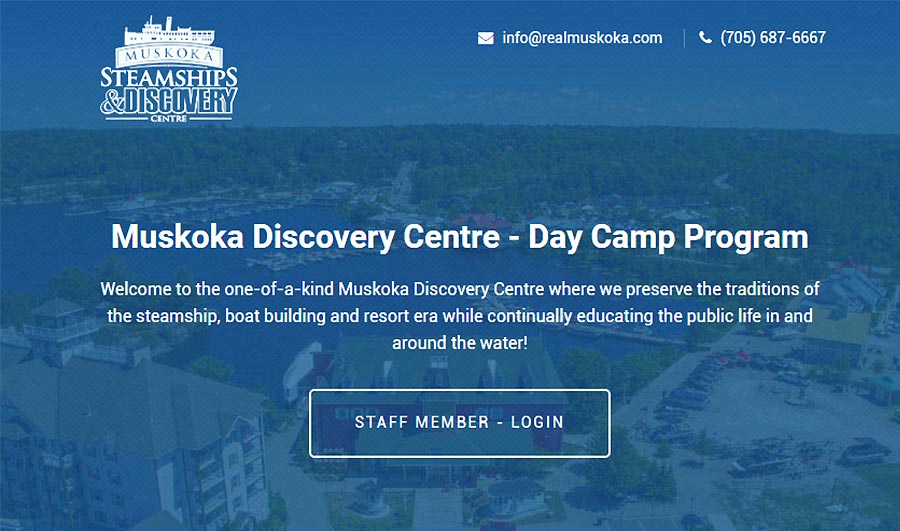 MUSKOKA
STEAMSHIPS
&DISCOVERY
CENTRE
info@realmuskoka.com
(705) 687-6667
Muskoka Discovery Centre - Day Camp Program
Welcome to the one-of-a-kind Muskoka Discovery Centre where we preserve the traditions of
the steamship, boat building and resort era while continually educating the public life in and
around the water!
STAFF MEMBER - LOGIN